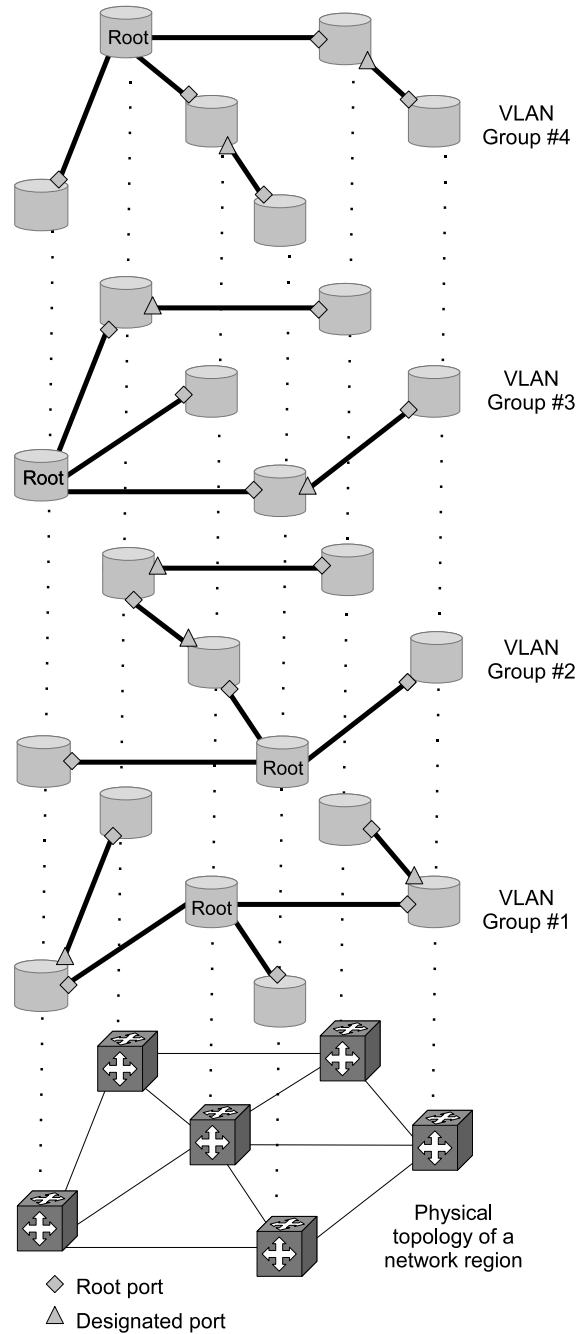 Root
VLAN
Group #4
VLAN
Group #3
Root
VLAN
Group #2
Root
Root
VLAN
Group #1
Physical
topology of a
network region
Root port
Designated port